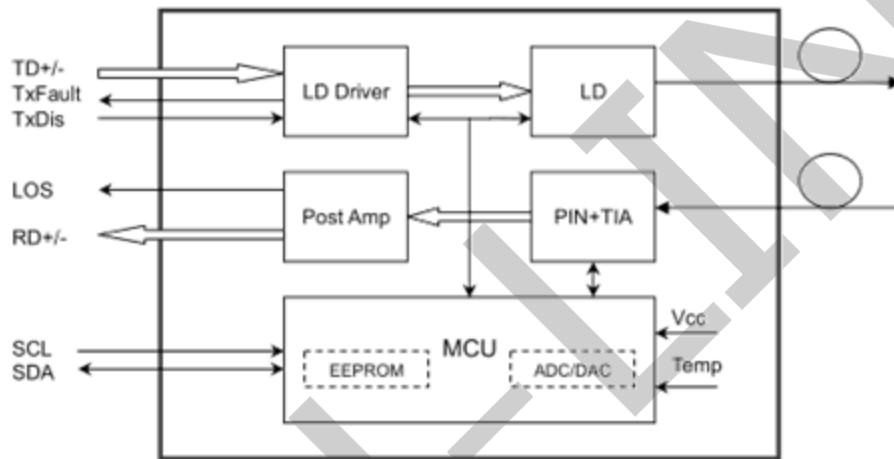 TD+/-
TxFault
TxDis
LD Driver
LD
LOS
RD+/-
Post Amp
PIN+TIA
SCL
SDA
MCU
EEPROM
ADC/DAC
Vcc
Temp